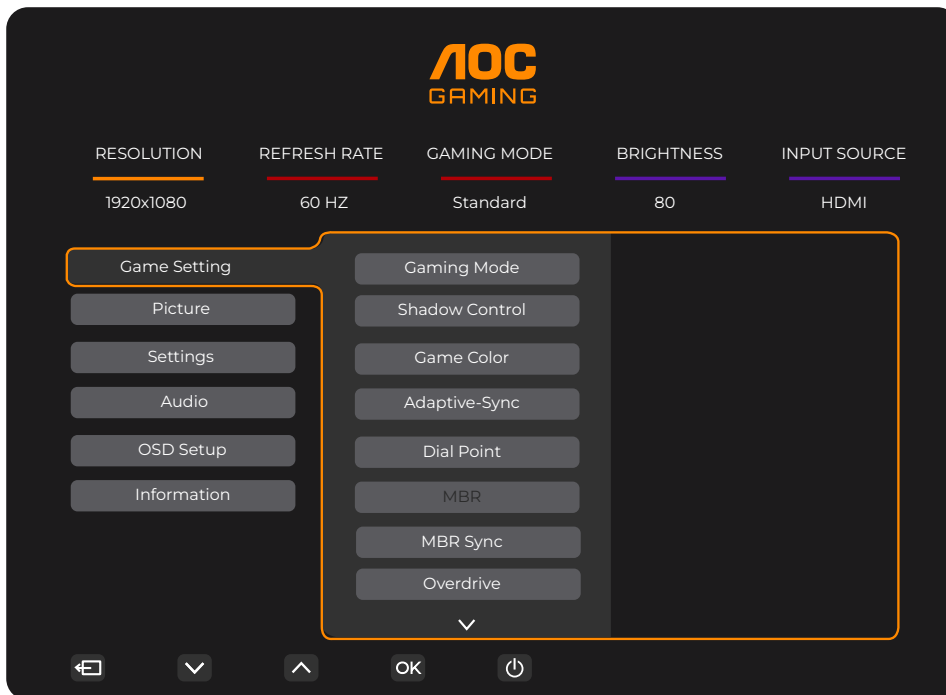 AOC
GAMING
RESOLUTION REFRESH RATE GAMING MODE BRIGHTNESS INPUT SOURCE
1920x1080 60 HZ Standard 80 HDMI
Game Setting
Picture
Settings
Audio
OSD Setup
Information
Gaming Mode
Shadow Control
Game Color
Adaptive-Sync
Dial Point
MBR
MBR Sync
Overdrive
OK